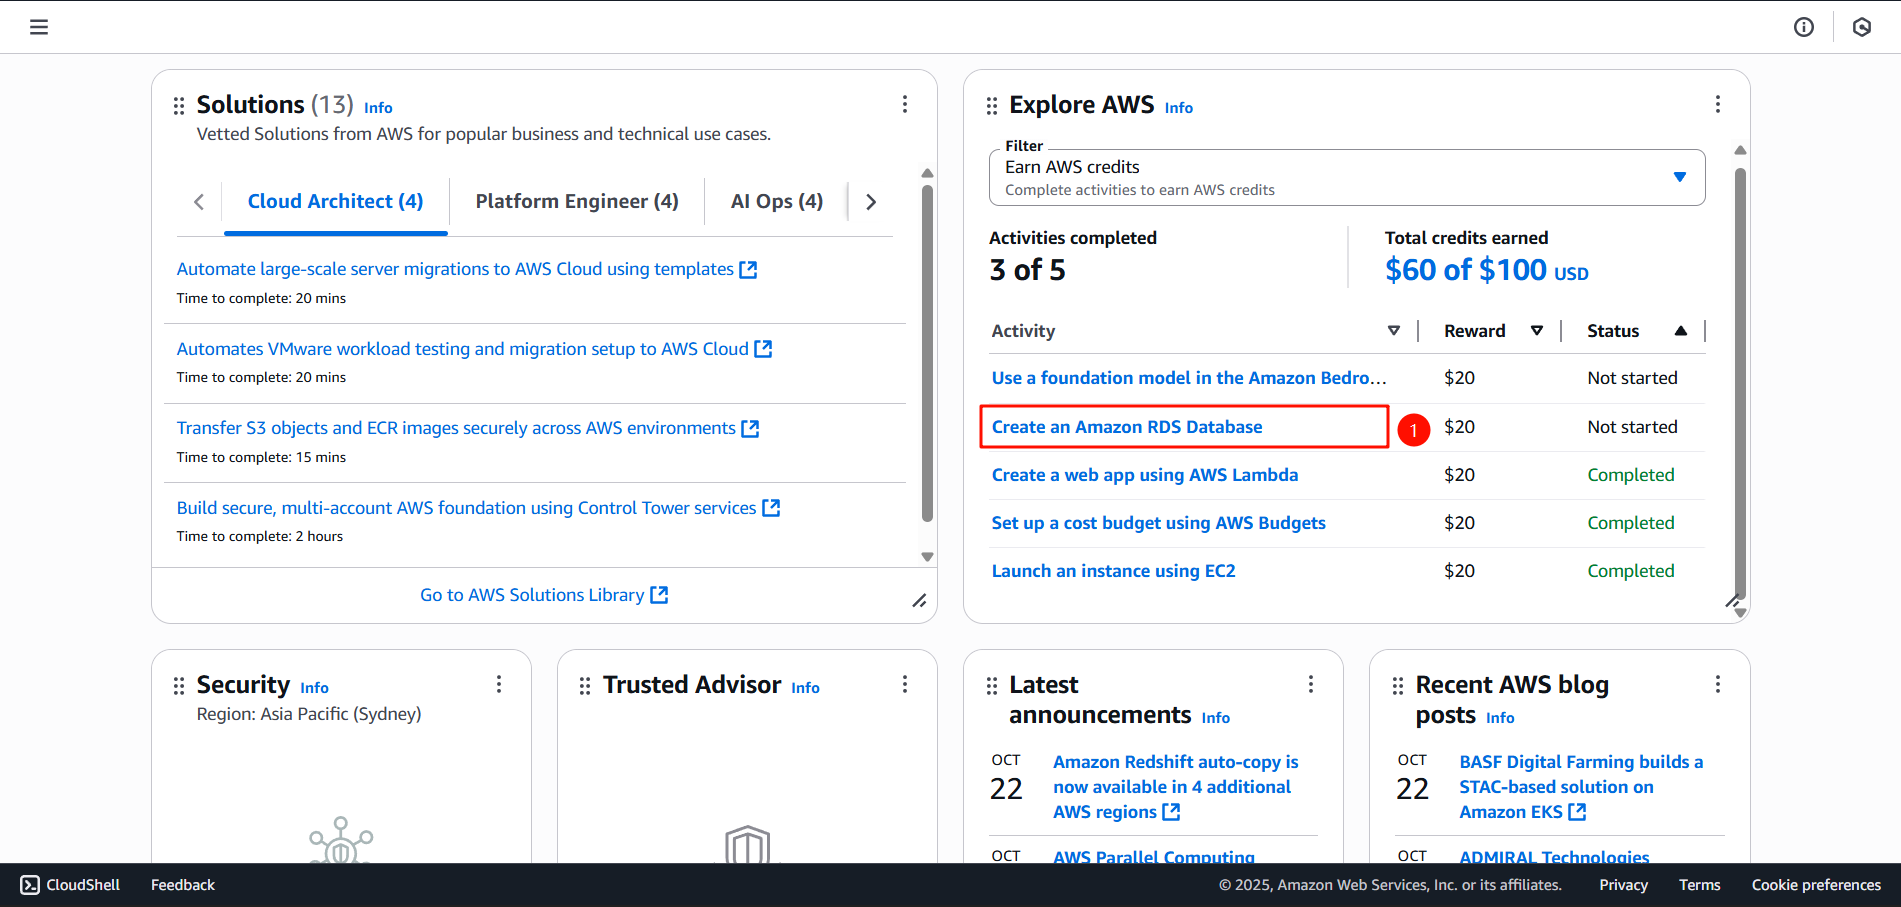 Solutions (13) Info
Vetted Solutions from AWS for popular business and technical use cases.
Cloud Architect (4)
Platform Engineer (4)
AI Ops (4)
Automate large-scale server migrations to AWS Cloud using templates
Time to complete: 20 mins
Automates VMware workload testing and migration setup to AWS Cloud
Time to complete: 20 mins
Transfer S3 objects and ECR images securely across AWS environments
Time to complete: 15 mins
Build secure, multi-account AWS foundation using Control Tower services
Time to complete: 2 hours
Go to AWS Solutions Library
Explore AWS Info
Filter
Earn AWS credits
Complete activities to earn AWS credits
Activities completed
3 of 5
Total credits earned
$60 of $100 USD
Activity Reward Status
Use a foundation model in the Amazon Bedro... $20 Not started
Create an Amazon RDS Database 1 $20 Not started
Create a web app using AWS Lambda $20 Completed
Set up a cost budget using AWS Budgets $20 Completed
Launch an instance using EC2 $20 Completed
Security Info
Region: Asia Pacific (Sydney)
Trusted Advisor Info
Latest
announcements Info
OCT
22
Amazon Redshift auto-copy is
now available in 4 additional
AWS regions
OCT
AWS Parallel Computing
Recent AWS blog
posts Info
OCT
22
BASF Digital Farming builds a
STAC-based solution on
Amazon EKS
OCT
ADMIRAL Technologies
CloudShell Feedback © 2025, Amazon Web Services, Inc. or its affiliates. Privacy Terms Cookie preferences